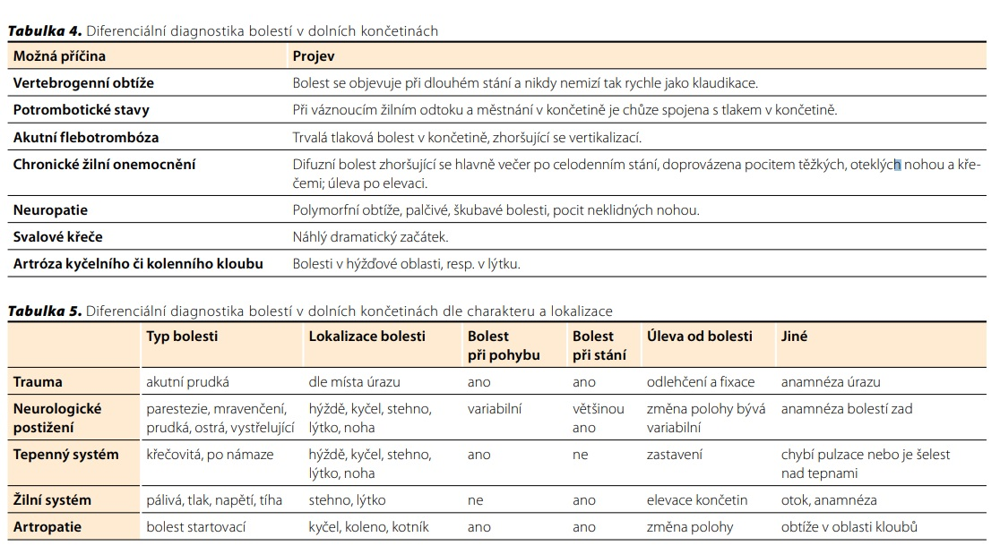 Tabulka 4. Diferenciální diagnostika bolestí v dolních končetinách
Možná příčina Projev
Vertebrogenní obtíže Bolest se objevuje při dlouhém stání a nikdy nemizí tak rychle jako klaudikace.
Potrombotické stavy Při váznoucím žilním odtoku a městnání v končetině je chůze spojena s tlakem v končetině.
Akutní flebotrombóza Trvalá tlaková bolest v končetině, zhoršující se vertikalizací.
Chronické žilní onemocnění Difuzní bolest zhoršující se hlavně večer po celodenním stání, doprovázena pocitem těžkých, oteklých nohou a kře-
čemi; úleva po elevaci.
Neuropatie Polymorfní obtíže, palčivé, škubavé bolesti, pocit neklidných nohou.
Svalové křeče Náhlý dramatický začátek.
Artróza kyčelního či kolenního kloubu Bolesti v hýžďové oblasti, resp. v lýtku.
Tabulka 5. Diferenciální diagnostika bolestí v dolních končetinách dle charakteru a lokalizace
Typ bolesti Lokalizace bolesti Bolest Bolest Úleva od bolesti Jiné
při pohybu při stání
Trauma akutní prudká dle místa úrazu ano ano odlehčení a fixace anamnéza úrazu
Neurologické parestezie, mravenčení, hýždě, kyčel, stehno, variabilní většinou změna polohy bývá anamnéza bolestí zad
postižení prudká, ostrá, vystřelující lýtko, noha ano variabilní
Tepenný systém křečovitá, po námaze hýždě, kyčel, stehno, ano ne zastavení chybí pulzace nebo je šelest
lýtko, noha nad tepnami
Žilní systém pálivá, tlak, napětí, tíha stehno, lýtko ne ano elevace končetin otok, anamnéza
Artropatie bolest startovací kyčel, koleno, kotník ano ano změna polohy obtíže v oblasti kloubů